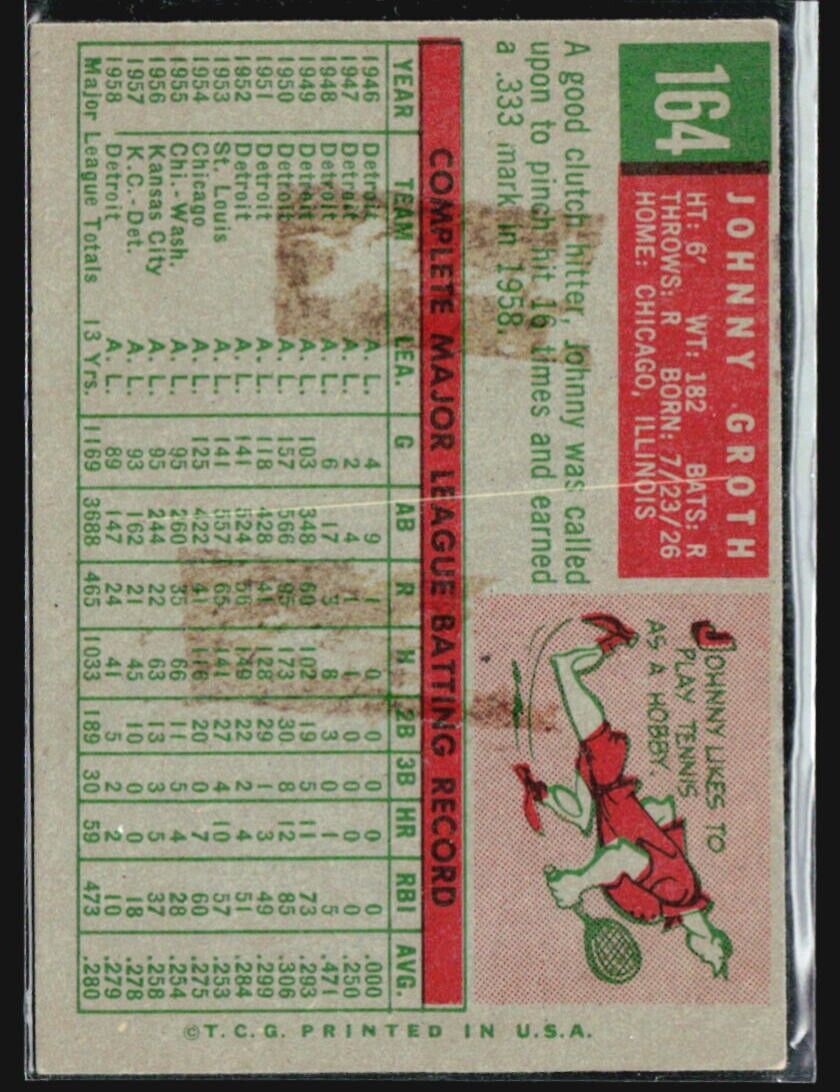 164
JOHNNY GROTH
HT: 6' WT: 182 BATS: R
THROWS: R BORN: 7/23/26
HOME: CHICAGO, ILLINOIS
A good clutch hitter, Johnny was called
upon to pinch hit 16 times and earned
a .333 mark in 1958.
JOHNNY LIKES TO
PLAY TENNIS
AS A HOBBY.
COMPLETE MAJOR LEAGUE BATTING RECORD
YEAR TEAM LEA. G AB R H 2B 3B HR RBI AVG.
1946 Detroit A. L. 4 9 1 0 0 0 0 0 .000
1947 Detroit A. L. 2 4 1 1 0 0 0 0 .250
1948 Detroit A. L. 6 17 3 8 3 0 1 5 .471
1949 Detroit A. L. 103 348 60 102 19 5 11 73 .293
1950 Detroit A. L. 157 566 95 173 30 8 12 85 .306
1951 Detroit A. L. 118 428 41 128 29 1 3 49 .299
1952 Detroit A. L. 141 524 56 149 22 2 4 51 .284
1953 St. Louis A. L. 141 557 65 141 27 4 10 57 .253
1954 Chicago A. L. 125 422 41 116 20 0 7 60 .275
1955 Chi.-Wash. A. L. 95 260 35 66 11 5 4 28 .254
1956 Kansas City A. L. 95 244 22 63 13 3 5 37 .258
1957 K.C.-Det. A. L. 93 162 21 45 10 0 0 18 .278
1958 Detroit A. L. 89 147 24 41 5 2 2 10 .279
Major League Totals 13 Yrs. 1169 3688 465 1033 189 30 59 473 .280
©T.C.G. PRINTED IN U.S.A.